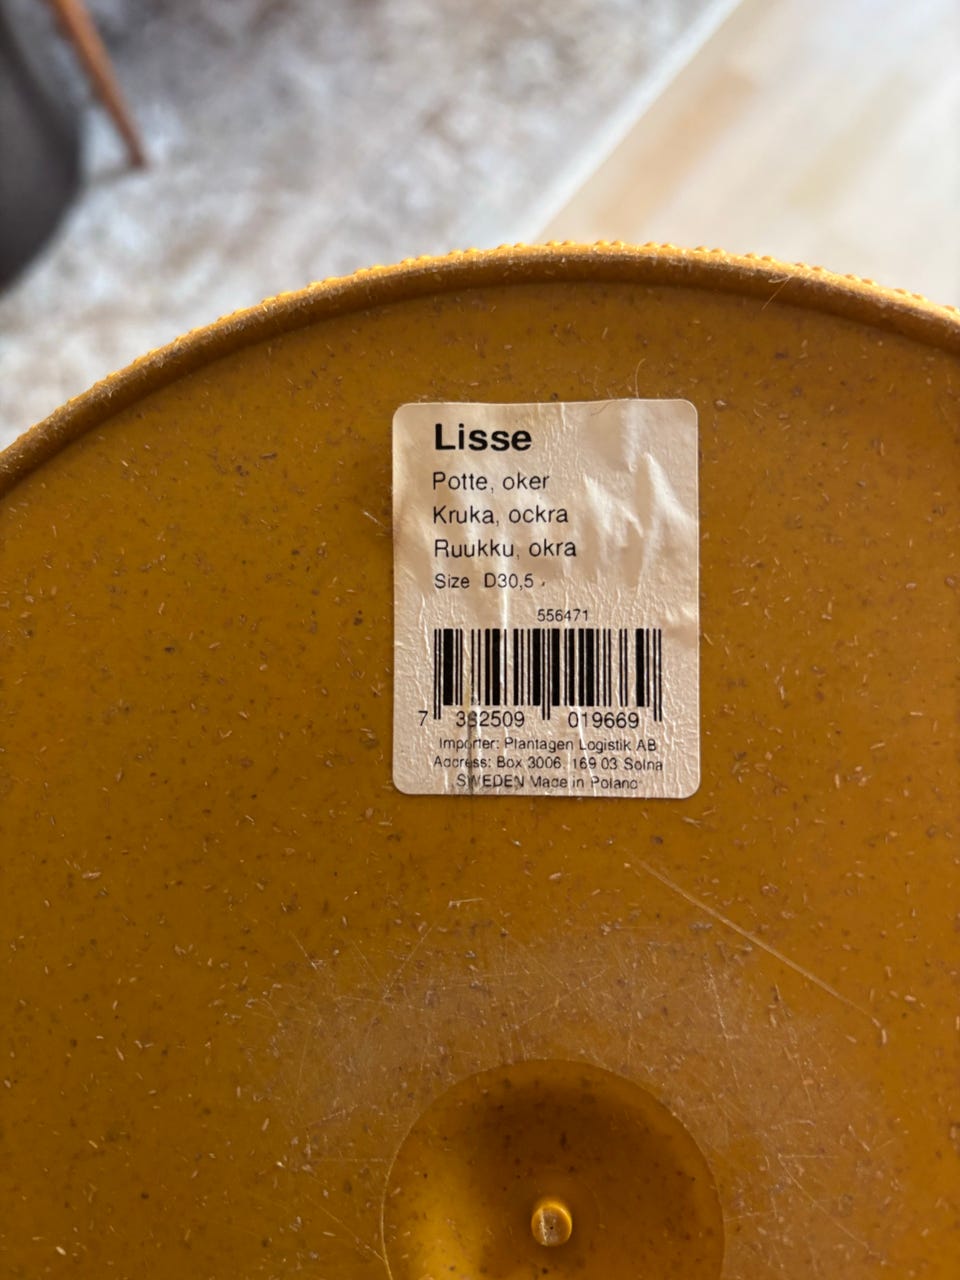 Lisse
Potte, oker
Kruka, ockra
Ruukku, okra
Size D30,5
556471
7 382509 019669
Importer: Plantagen Logistik AB
Address: Box 3006, 169 03 Solna
SWEDEN Made in Poland